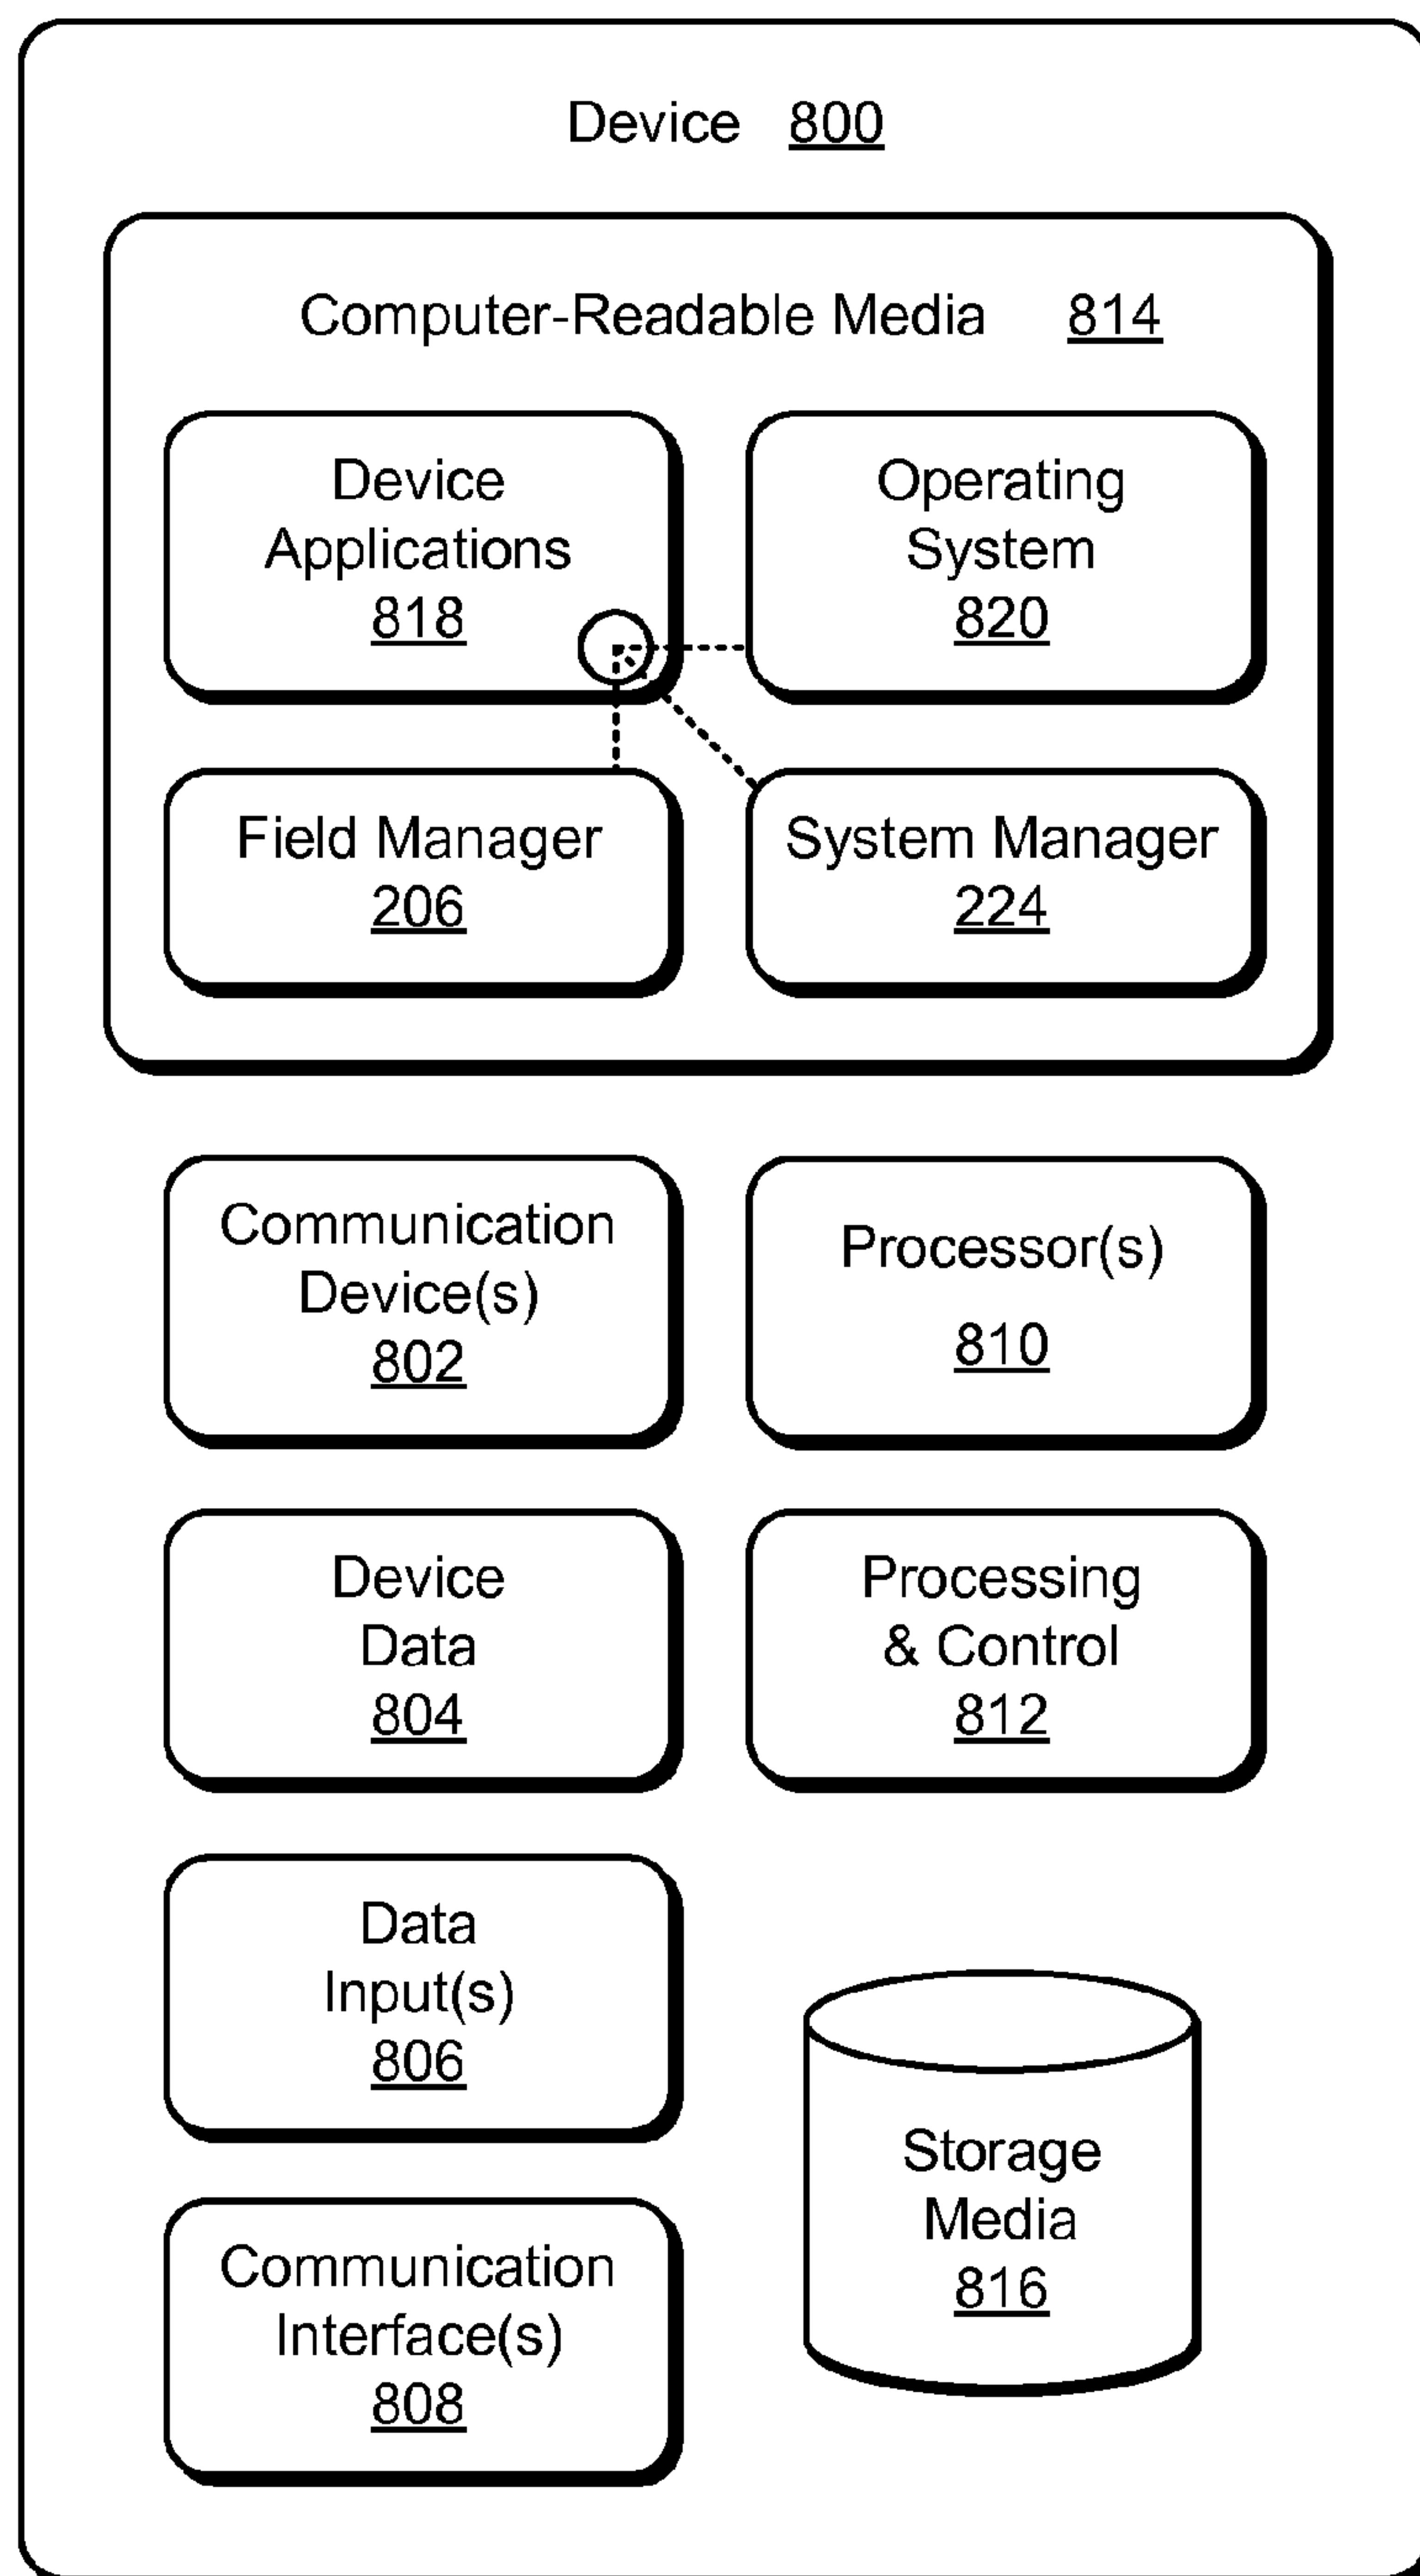 Device 800
Computer-Readable Media 814
Device
Applications
818
Operating
System
820
Field Manager
206
System Manager
224
Communication
Device(s)
802
Processor(s)
810
Device
Data
804
Processing
& Control
812
Data
Input(s)
806
Storage
Media
816
Communication
Interface(s)
808